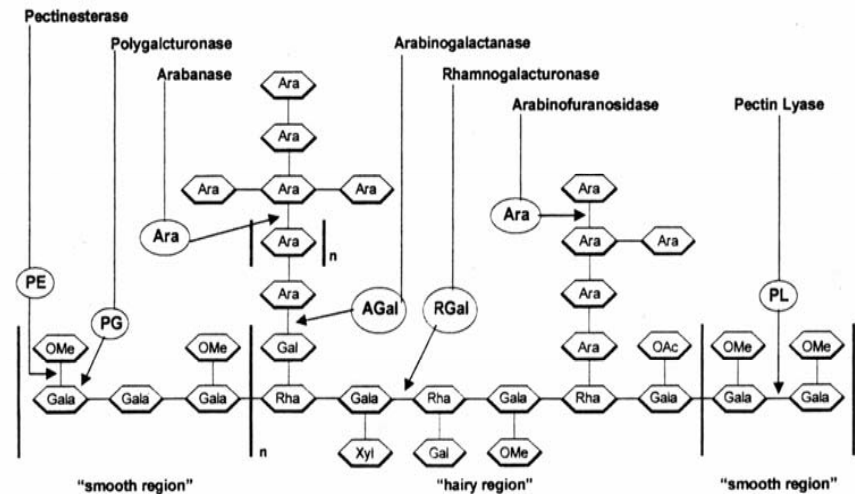 Pectinesterase
Polygalcturonase
Arabanase
Arabinogalactanase
Rhamnogalacturonase
Arabinofuranosidase
Pectin Lyase
Ara
Ara
Ara Ara Ara
Ara
Ara
Ara Ara
Ara
Ara n
Ara
Ara
PE
PG
AGal
RGal
PL
OMe
OMe
Gal
Ara
OAc
OMe
OMe
Gala Gala Gala Rha Gala Rha Gala Rha Gala Gala Gala
n
Xyl Gal OMe
"smooth region" "hairy region" "smooth region"